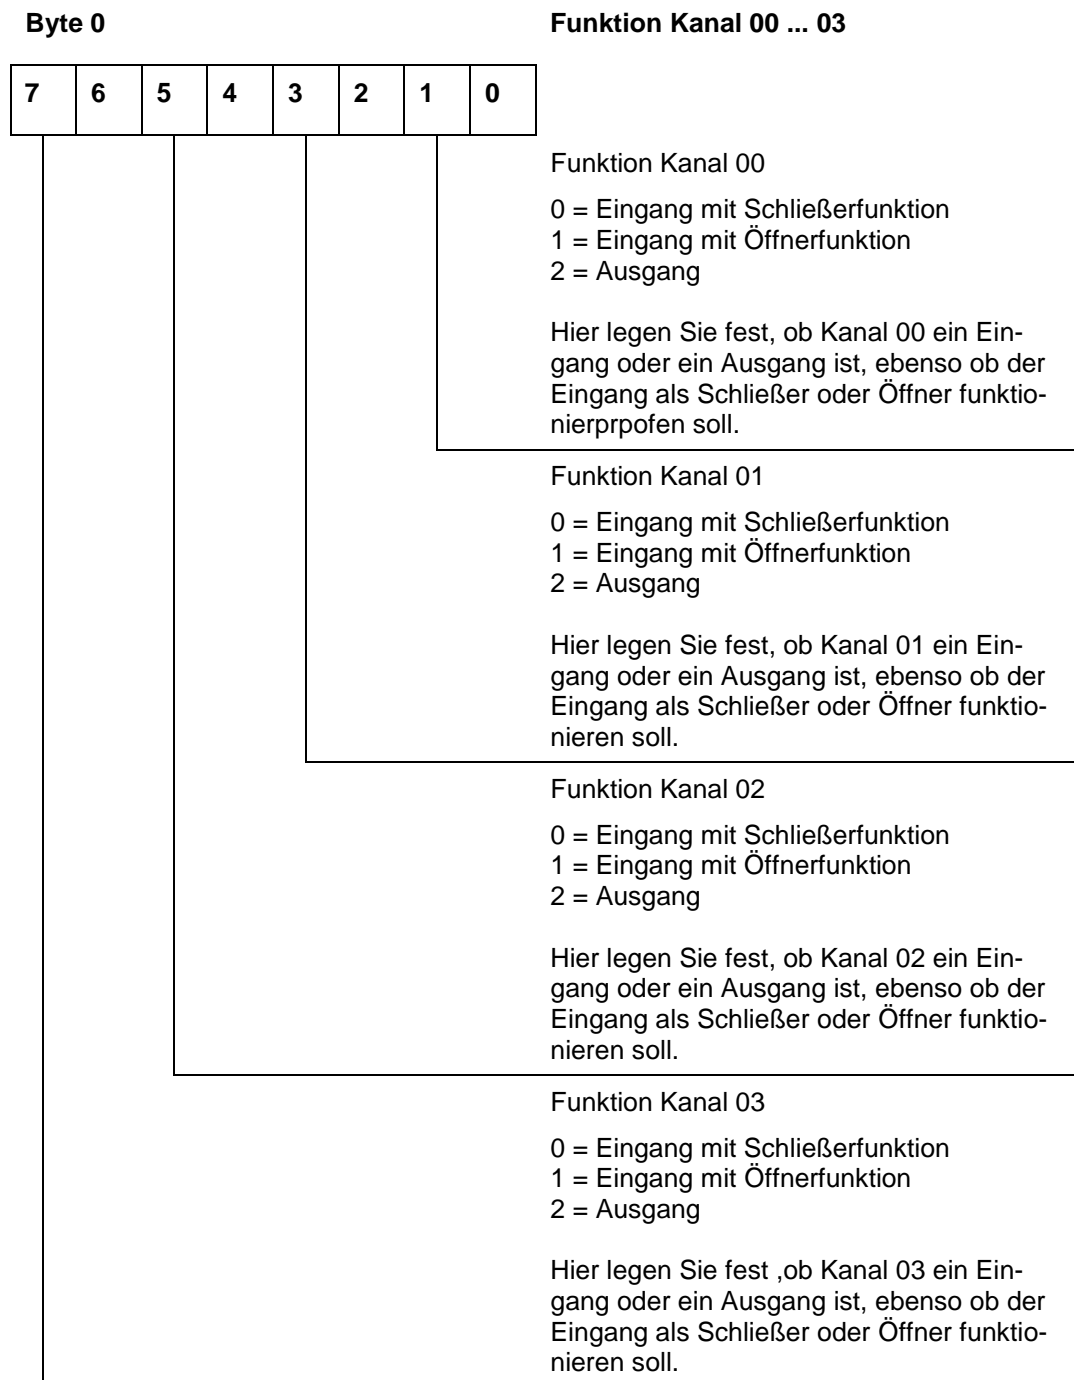 Byte 0 Funktion Kanal 00 ... 03
7 6 5 4 3 2 1 0
Funktion Kanal 00
0 = Eingang mit Schließerfunktion
1 = Eingang mit Öffnerfunktion
2 = Ausgang
Hier legen Sie fest, ob Kanal 00 ein Ein-
gang oder ein Ausgang ist, ebenso ob der
Eingang als Schließer oder Öffner funktio-
nierprpofen soll.
Funktion Kanal 01
0 = Eingang mit Schließerfunktion
1 = Eingang mit Öffnerfunktion
2 = Ausgang
Hier legen Sie fest, ob Kanal 01 ein Ein-
gang oder ein Ausgang ist, ebenso ob der
Eingang als Schließer oder Öffner funktio-
nieren soll.
Funktion Kanal 02
0 = Eingang mit Schließerfunktion
1 = Eingang mit Öffnerfunktion
2 = Ausgang
Hier legen Sie fest, ob Kanal 02 ein Ein-
gang oder ein Ausgang ist, ebenso ob der
Eingang als Schließer oder Öffner funktio-
nieren soll.
Funktion Kanal 03
0 = Eingang mit Schließerfunktion
1 = Eingang mit Öffnerfunktion
2 = Ausgang
Hier legen Sie fest ,ob Kanal 03 ein Ein-
gang oder ein Ausgang ist, ebenso ob der
Eingang als Schließer oder Öffner funktio-
nieren soll.